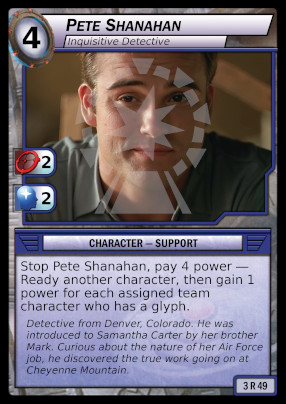 4
PETE SHANAHAN
Inquisitive Detective
2
2
CHARACTER – SUPPORT
Stop Pete Shanahan, pay 4 power —
Ready another character, then gain 1
power for each assigned team
character who has a glyph.
Detective from Denver, Colorado. He was
introduced to Samantha Carter by her brother
Mark. Curious about the nature of her Air Force
job, he discovered the true work going on at
Cheyenne Mountain.
3 R 49